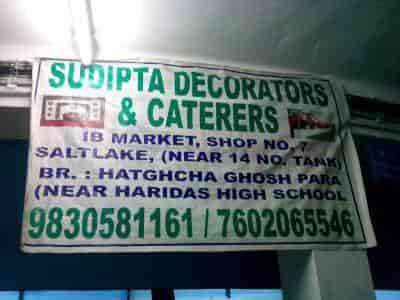 SUDIPTA DECORATORS
& CATERERS
IB MARKET, SHOP NO. 7
SALTLAKE, (NEAR 14 NO. TANK)
BR. : HATGHCHA GHOSH PARA
(NEAR HARIDAS HIGH SCHOOL
9830581161 / 7602065546